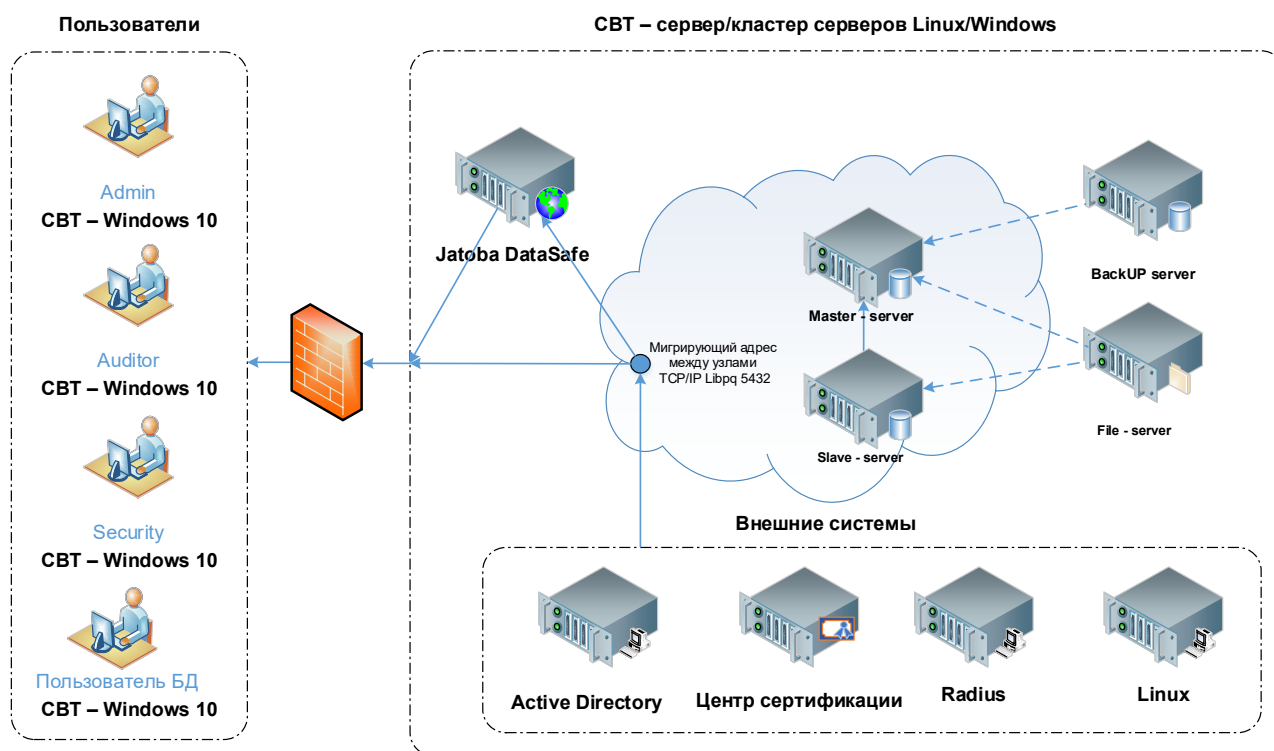 Пользователи
СВТ – сервер/кластер серверов Linux/Windows
Admin
СВТ – Windows 10
Auditor
СВТ – Windows 10
Security
СВТ – Windows 10
Пользователь БД
СВТ – Windows 10
Jatoba DataSafe
Мигрирующий адрес
между узлами
TCP/IP Libpq 5432
Master - server
Slave - server
BackUP server
File - server
Внешние системы
Active Directory
Центр сертификации
Radius
Linux